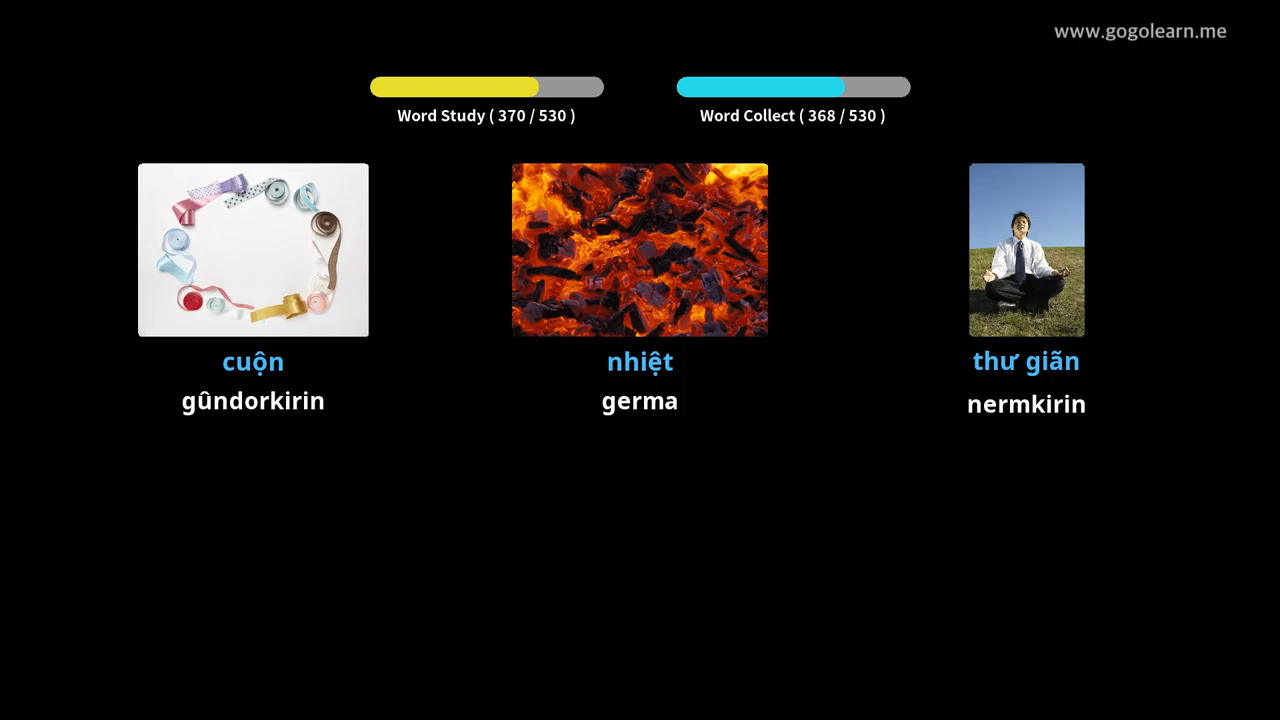 www.gogolearn.me
Word Study ( 370 / 530 )
Word Collect ( 368 / 530 )
cuộn
gûndorkirin
nhiệt
germa
thư giãn
nermkirin